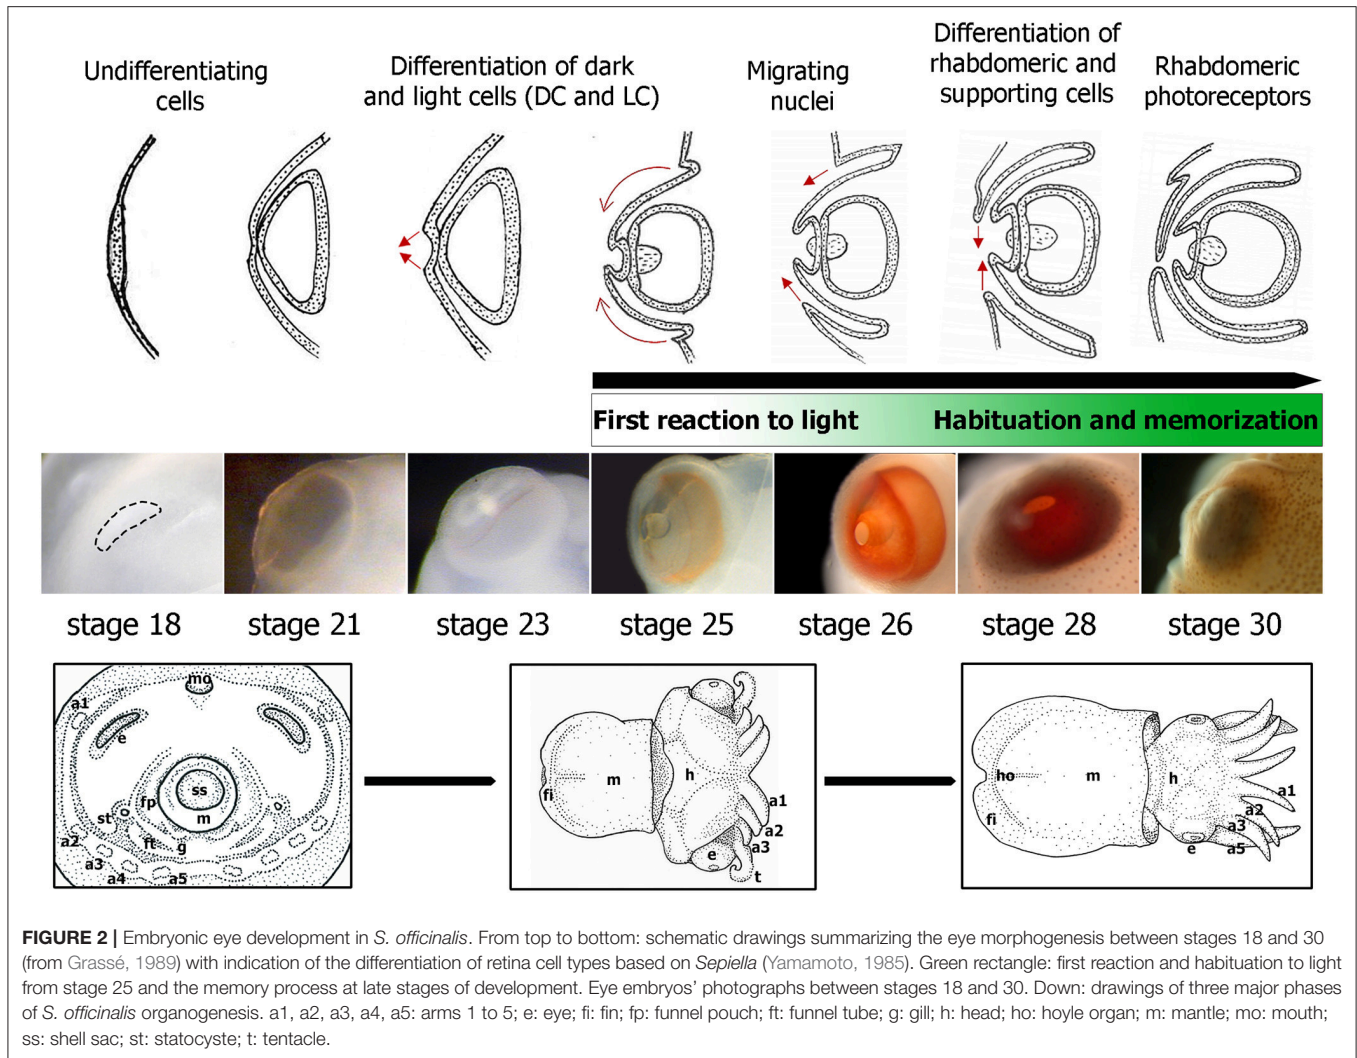 Undifferentiating
cells
Differentiation of dark
and light cells (DC and LC)
Migrating
nuclei
Differentiation of
rhabdomeric and
supporting cells
Rhabdomeric
photoreceptors
First reaction to light
Habituation and memorization
stage 18
stage 21
stage 23
stage 25
stage 26
stage 28
stage 30
mo
a1
e
ss
fp
st
m
a2
ft
g
a3
a4
a5
m
h
fi
a1
a2
a3
e
t
ho
m
h
a1
a2
fi
a3
e
a5
FIGURE 2 | Embryonic eye development in S. officinalis. From top to bottom: schematic drawings summarizing the eye morphogenesis between stages 18 and 30
(from Grassé, 1989) with indication of the differentiation of retina cell types based on Sepiella (Yamamoto, 1985). Green rectangle: first reaction and habituation to light
from stage 25 and the memory process at late stages of development. Eye embryos' photographs between stages 18 and 30. Down: drawings of three major phases
of S. officinalis organogenesis. a1, a2, a3, a4, a5: arms 1 to 5; e: eye; fi: fin; fp: funnel pouch; ft: funnel tube; g: gill; h: head; ho: hoyle organ; m: mantle; mo: mouth;
ss: shell sac; st: statocyste; t: tentacle.